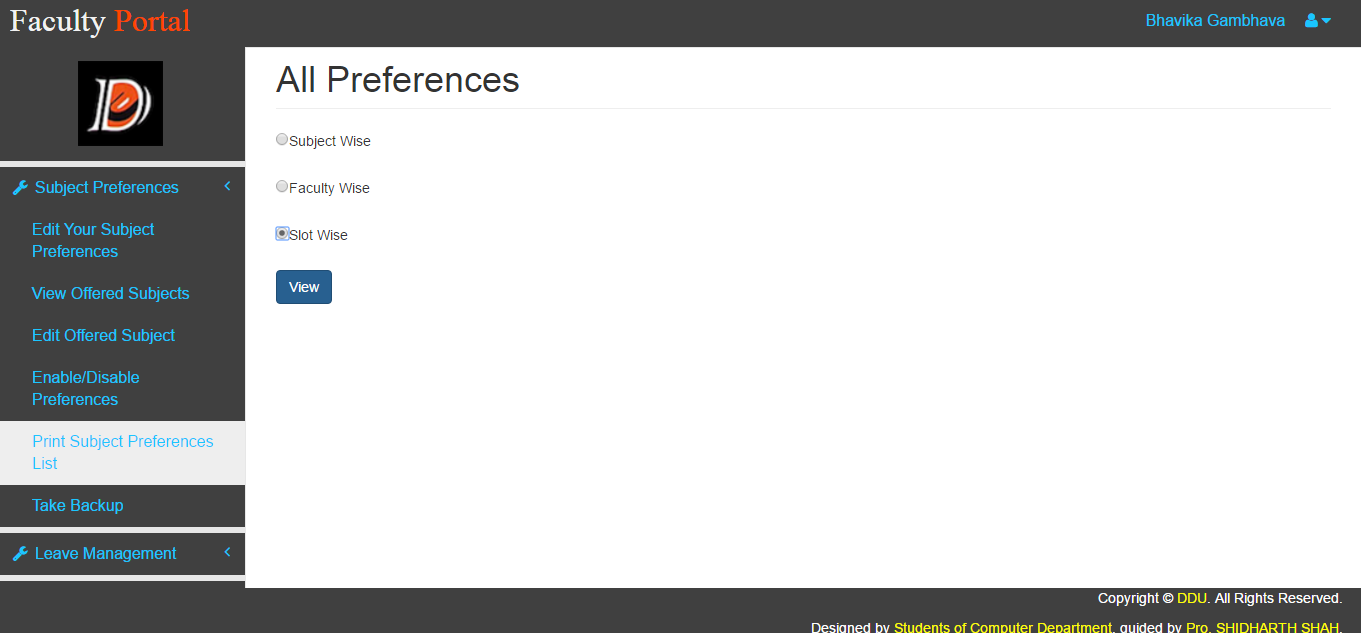 Faculty Portal
Bhavika Gambhava
D
Subject Preferences
Edit Your Subject
Preferences
View Offered Subjects
Edit Offered Subject
Enable/Disable
Preferences
Print Subject Preferences
List
Take Backup
Leave Management
All Preferences
Subject Wise
Faculty Wise
Slot Wise
View
Copyright © DDU. All Rights Reserved.
Designed by Students of Computer Department, guided by Pro. SHIDHARTH SHAH.